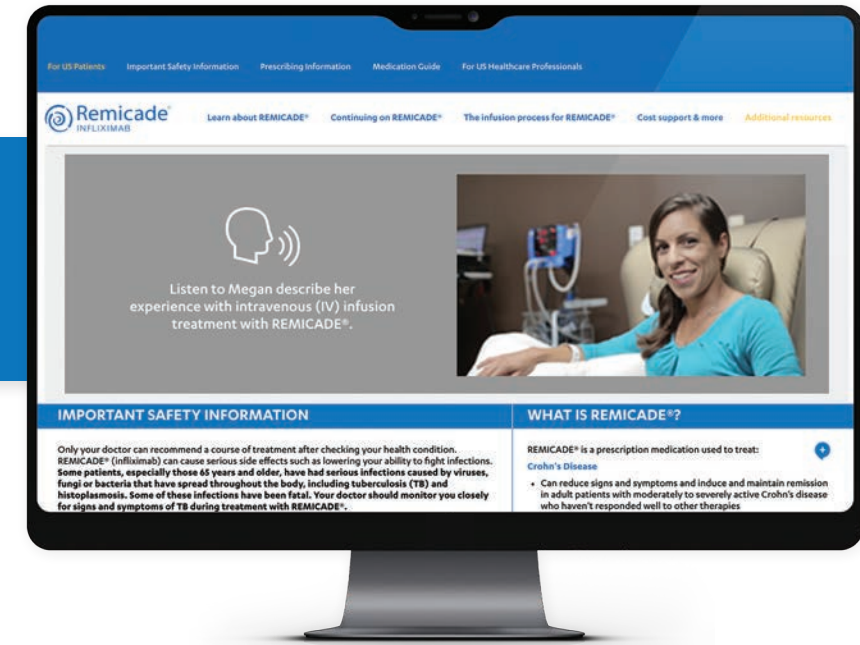 For US Patients Important Safety Information Prescribing Information Medication Guide For US Healthcare Professionals
Remicade®
INFLIXIMAB
Learn about REMICADE® Continuing on REMICADE® The infusion process for REMICADE® Cost support & more Additional resources
Listen to Megan describe her
experience with intravenous (IV) infusion
treatment with REMICADE®.
IMPORTANT SAFETY INFORMATION
Only your doctor can recommend a course of treatment after checking your health condition.
REMICADE® (infliximab) can cause serious side effects such as lowering your ability to fight infections.
Some patients, especially those 65 years and older, have had serious infections caused by viruses,
fungi or bacteria that have spread throughout the body, including tuberculosis (TB) and
histoplasmosis. Some of these infections have been fatal. Your doctor should monitor you closely
for signs and symptoms of TB during treatment with REMICADE®.
WHAT IS REMICADE®?
REMICADE® is a prescription medication used to treat:
Crohn's Disease
• Can reduce signs and symptoms and induce and maintain remission
in adult patients with moderately to severely active Crohn's disease
who haven't responded well to other therapies